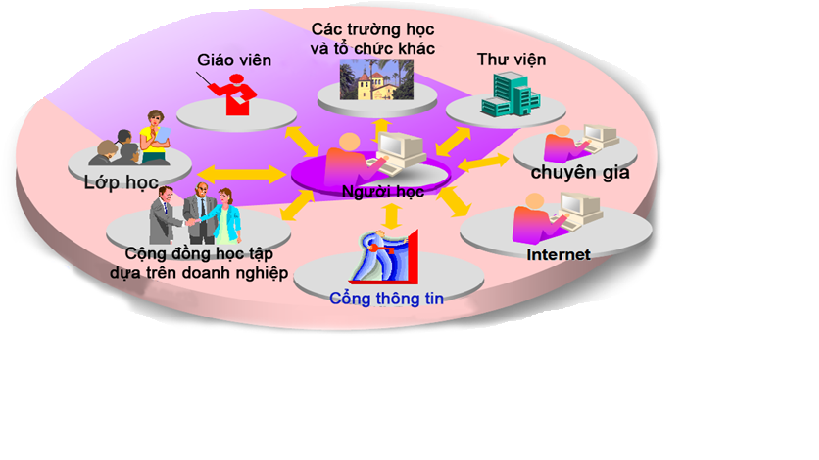 Các trường học
và tổ chức khác
Giáo viên
Thư viện
Lớp học
Người học
chuyên gia
Cộng đồng học tập
dựa trên doanh nghiệp
Internet
Cổng thông tin